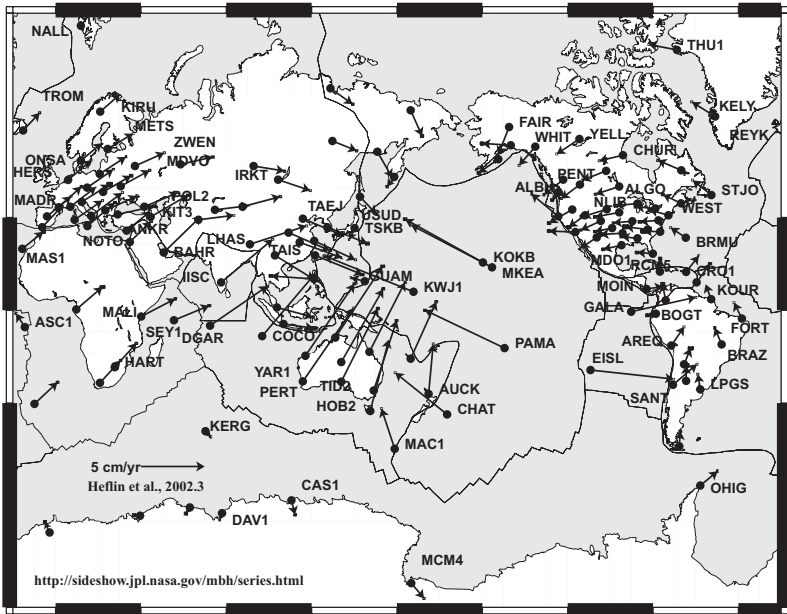 NALL
THU1
TROM
KIRU
KELY
METS
FAIR
REYK
ZWEN
WHIT
YELL
ONSA
MDVO
CHUR
HERS
IRKT
PENT
MADR
POL2
TAEJ
ALBH
ALGO
STJO
KIT3
USUD
NLIB
WEST
ANKR
TSKB
NOTO
LHAS
TAIS
BRMU
MAS1
BAHR
KOKB
MDO1
MKEA
RCM5
CRO1
IISC
GUAM
KWJ1
MOIN
KOUR
MALI
GALA
BOGT
ASC1
SEY1
FORT
DGAR
COCO
PAMA
AREQ
BRAZ
HART
YAR1
EISL
PERT
TID2
AUCK
SANT
LPGS
HOB2
CHAT
KERG
MAC1
5 cm/yr
Heflin et al., 2002.3
CAS1
OHIG
DAV1
MCM4
http://sideshow.jpl.nasa.gov/mbh/series.html